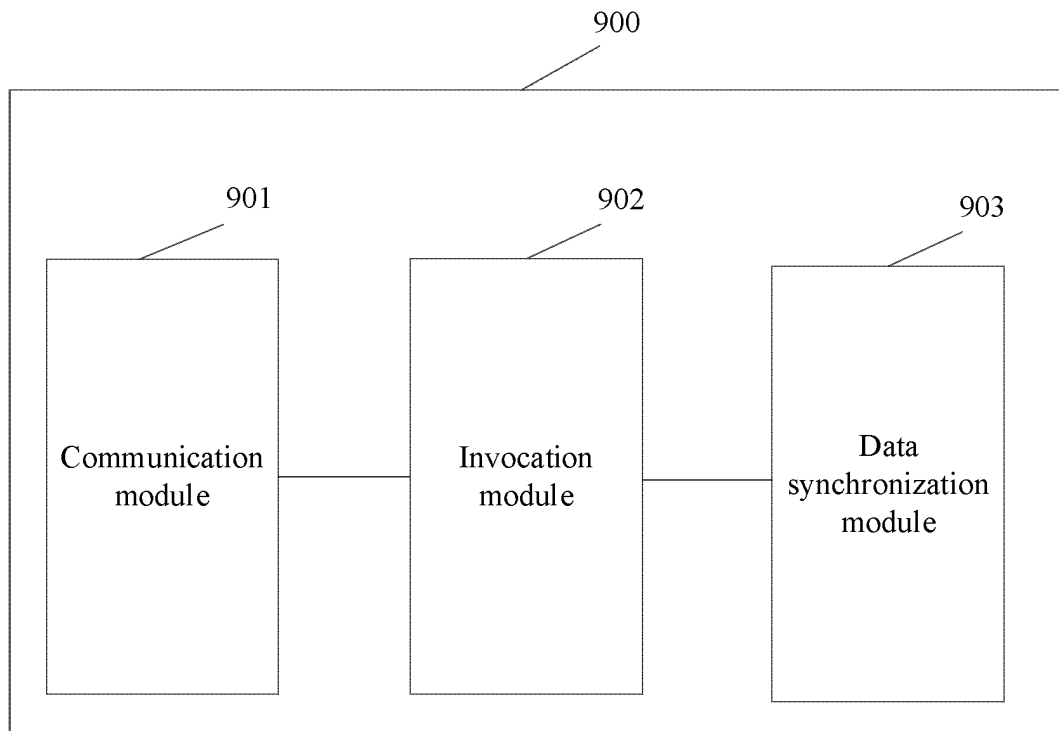 900
901
902
903
Communication
module
Invocation
module
Data
synchronization
module